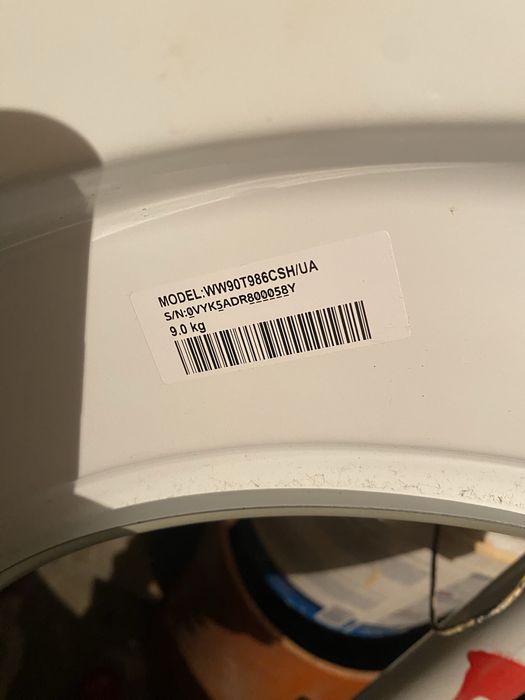 MODEL:WW90T986CSH/UA
S/N:0VYK5ADR800058Y
9.0 kg